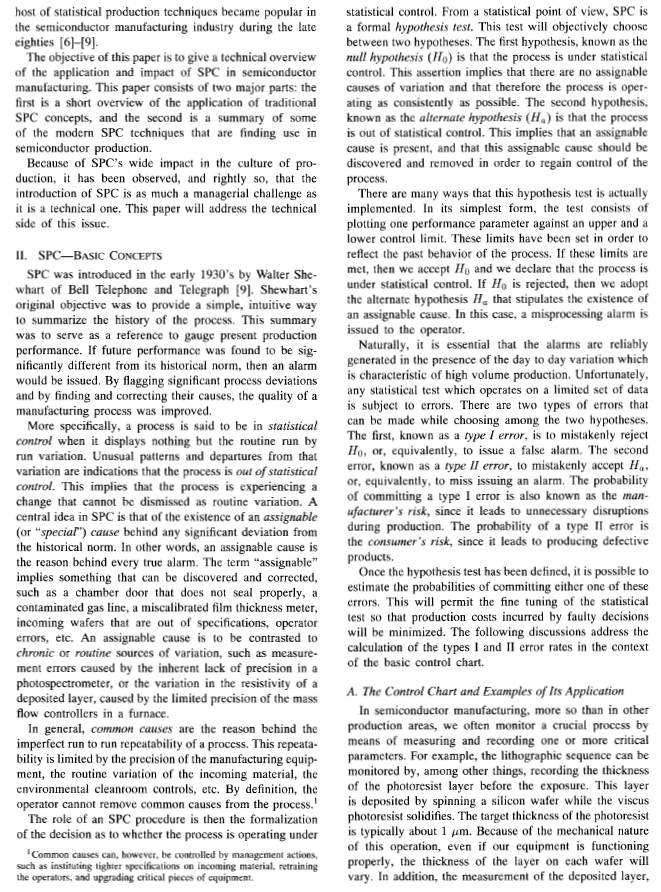 host of statistical production techniques became popular in
the semiconductor manufacturing industry during the late
eighties [6]–[9].
The objective of this paper is to give a technical overview
of the application and impact of SPC in semiconductor
manufacturing. This paper consists of two major parts: the
first is a short overview of the application of traditional
SPC concepts, and the second is a summary of some
of the modern SPC techniques that are finding use in
semiconductor production.
Because of SPC's wide impact in the culture of pro-
duction, it has been observed, and rightly so, that the
introduction of SPC is as much a managerial challenge as
it is a technical one. This paper will address the technical
side of this issue.
II. SPC—BASIC CONCEPTS
SPC was introduced in the early 1930's by Walter She-
whart of Bell Telephone and Telegraph [9]. Shewhart's
original objective was to provide a simple, intuitive way
to summarize the history of the process. This summary
was to serve as a reference to gauge present production
performance. If future performance was found to be sig-
nificantly different from its historical norm, then an alarm
would be issued. By flagging significant process deviations
and by finding and correcting their causes, the quality of a
manufacturing process was improved.
More specifically, a process is said to be in statistical
control when it displays nothing but the routine run by
run variation. Unusual patterns and departures from that
variation are indications that the process is out of statistical
control. This implies that the process is experiencing a
change that cannot be dismissed as routine variation. A
central idea in SPC is that of the existence of an assignable
(or "special") cause behind any significant deviation from
the historical norm. In other words, an assignable cause is
the reason behind every true alarm. The term "assignable"
implies something that can be discovered and corrected,
such as a chamber door that does not seal properly, a
contaminated gas line, a miscalibrated film thickness meter,
incoming wafers that are out of specifications, operator
errors, etc. An assignable cause is to be contrasted to
chronic or routine sources of variation, such as measure-
ment errors caused by the inherent lack of precision in a
photospectrometer, or the variation in the resistivity of a
deposited layer, caused by the limited precision of the mass
flow controllers in a furnace.
In general, common causes are the reason behind the
imperfect run to run repeatability of a process. This repeata-
bility is limited by the precision of the manufacturing equip-
ment, the routine variation of the incoming material, the
environmental cleanroom controls, etc. By definition, the
operator cannot remove common causes from the process.¹
The role of an SPC procedure is then the formalization
of the decision as to whether the process is operating under
¹Common causes can, however, be controlled by management actions,
such as instituting tighter specifications on incoming material, retraining
the operators, and upgrading critical pieces of equipment.
statistical control. From a statistical point of view, SPC is
a formal hypothesis test. This test will objectively choose
between two hypotheses. The first hypothesis, known as the
null hypothesis (H₀) is that the process is under statistical
control. This assertion implies that there are no assignable
causes of variation and that therefore the process is oper-
ating as consistently as possible. The second hypothesis,
known as the alternate hypothesis (Hₐ) is that the process
is out of statistical control. This implies that an assignable
cause is present, and that this assignable cause should be
discovered and removed in order to regain control of the
process.
There are many ways that this hypothesis test is actually
implemented. In its simplest form, the test consists of
plotting one performance parameter against an upper and a
lower control limit. These limits have been set in order to
reflect the past behavior of the process. If these limits are
met, then we accept H₀ and we declare that the process is
under statistical control. If H₀ is rejected, then we adopt
the alternate hypothesis Hₐ that stipulates the existence of
an assignable cause. In this case, a misprocessing alarm is
issued to the operator.
Naturally, it is essential that the alarms are reliably
generated in the presence of the day to day variation which
is characteristic of high volume production. Unfortunately,
any statistical test which operates on a limited set of data
is subject to errors. There are two types of errors that
can be made while choosing among the two hypotheses.
The first, known as a type I error, is to mistakenly reject
H₀, or, equivalently, to issue a false alarm. The second
error, known as a type II error, to mistakenly accept Hₐ,
or, equivalently, to miss issuing an alarm. The probability
of committing a type I error is also known as the man-
ufacturer's risk, since it leads to unnecessary disruptions
during production. The probability of a type II error is
the consumer's risk, since it leads to producing defective
products.
Once the hypothesis test has been defined, it is possible to
estimate the probabilities of committing either one of these
errors. This will permit the fine tuning of the statistical
test so that production costs incurred by faulty decisions
will be minimized. The following discussions address the
calculation of the types I and II error rates in the context
of the basic control chart.
A. The Control Chart and Examples of Its Application
In semiconductor manufacturing, more so than in other
production areas, we often monitor a crucial process by
means of measuring and recording one or more critical
parameters. For example, the lithographic sequence can be
monitored by, among other things, recording the thickness
of the photoresist layer before the exposure. This layer
is deposited by spinning a silicon wafer while the viscus
photoresist solidifies. The target thickness of the photoresist
is typically about 1 μm. Because of the mechanical nature
of this operation, even if our equipment is functioning
properly, the thickness of the layer on each wafer will
vary. In addition, the measurement of the deposited layer,